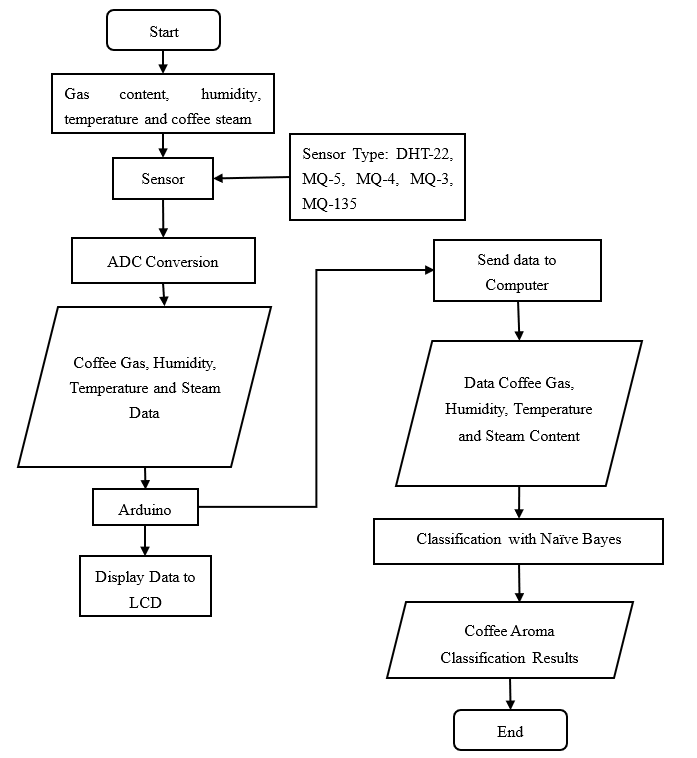 Start
Gas content, humidity,
temperature and coffee steam
Sensor
Sensor Type: DHT-22,
MQ-5, MQ-4, MQ-3,
MQ-135
ADC Conversion
Coffee Gas, Humidity,
Temperature and Steam
Data
Arduino
Display Data to
LCD
Send data to
Computer
Data Coffee Gas,
Humidity, Temperature
and Steam Content
Classification with Naïve Bayes
Coffee Aroma
Classification Results
End